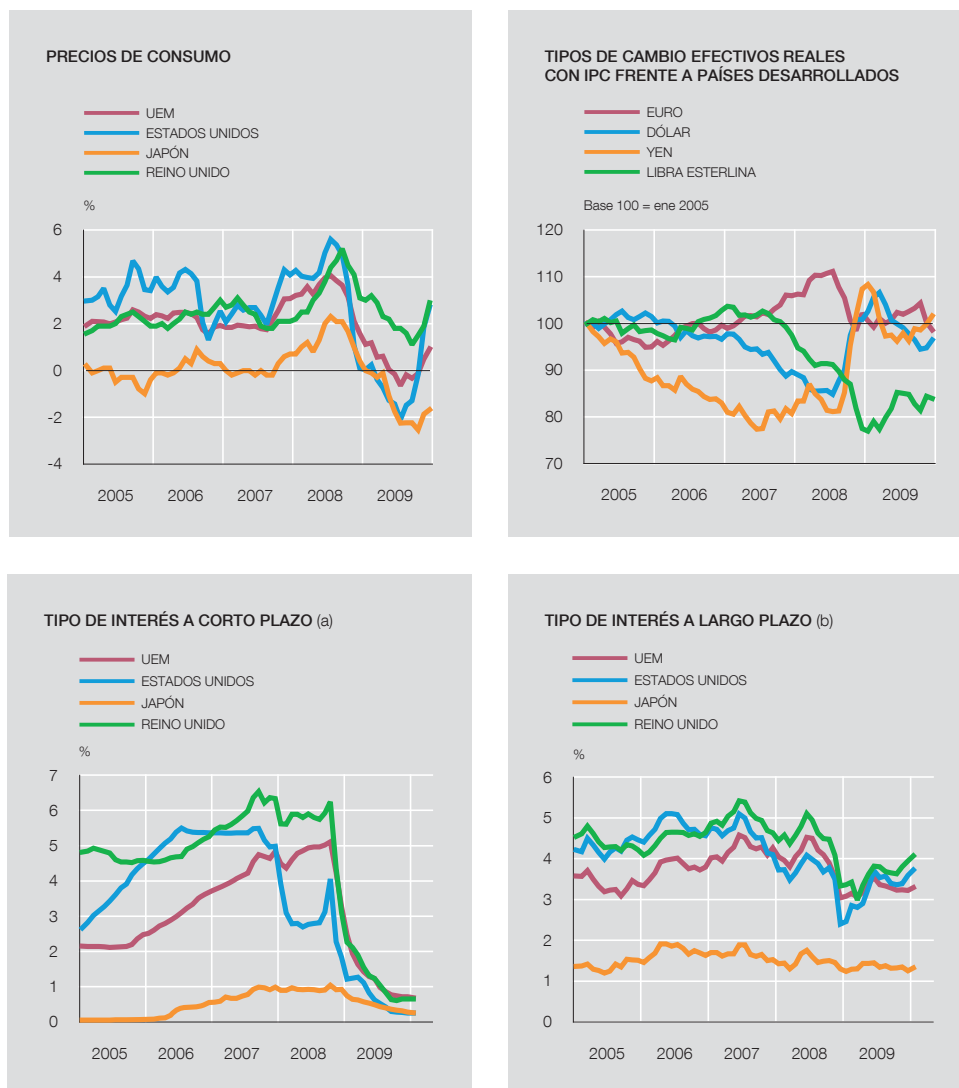 PRECIOS DE CONSUMO
UEM
ESTADOS UNIDOS
JAPÓN
REINO UNIDO
%
6
4
2
0
-2
-4
2005 2006 2007 2008 2009
TIPOS DE CAMBIO EFECTIVOS REALES
CON IPC FRENTE A PAÍSES DESARROLLADOS
EURO
DÓLAR
YEN
LIBRA ESTERLINA
Base 100 = ene 2005
120
110
100
90
80
70
2005 2006 2007 2008 2009
TIPO DE INTERÉS A CORTO PLAZO (a)
UEM
ESTADOS UNIDOS
JAPÓN
REINO UNIDO
%
7
6
5
4
3
2
1
0
2005 2006 2007 2008 2009
TIPO DE INTERÉS A LARGO PLAZO (b)
UEM
ESTADOS UNIDOS
JAPÓN
REINO UNIDO
%
6
5
4
3
2
1
0
2005 2006 2007 2008 2009